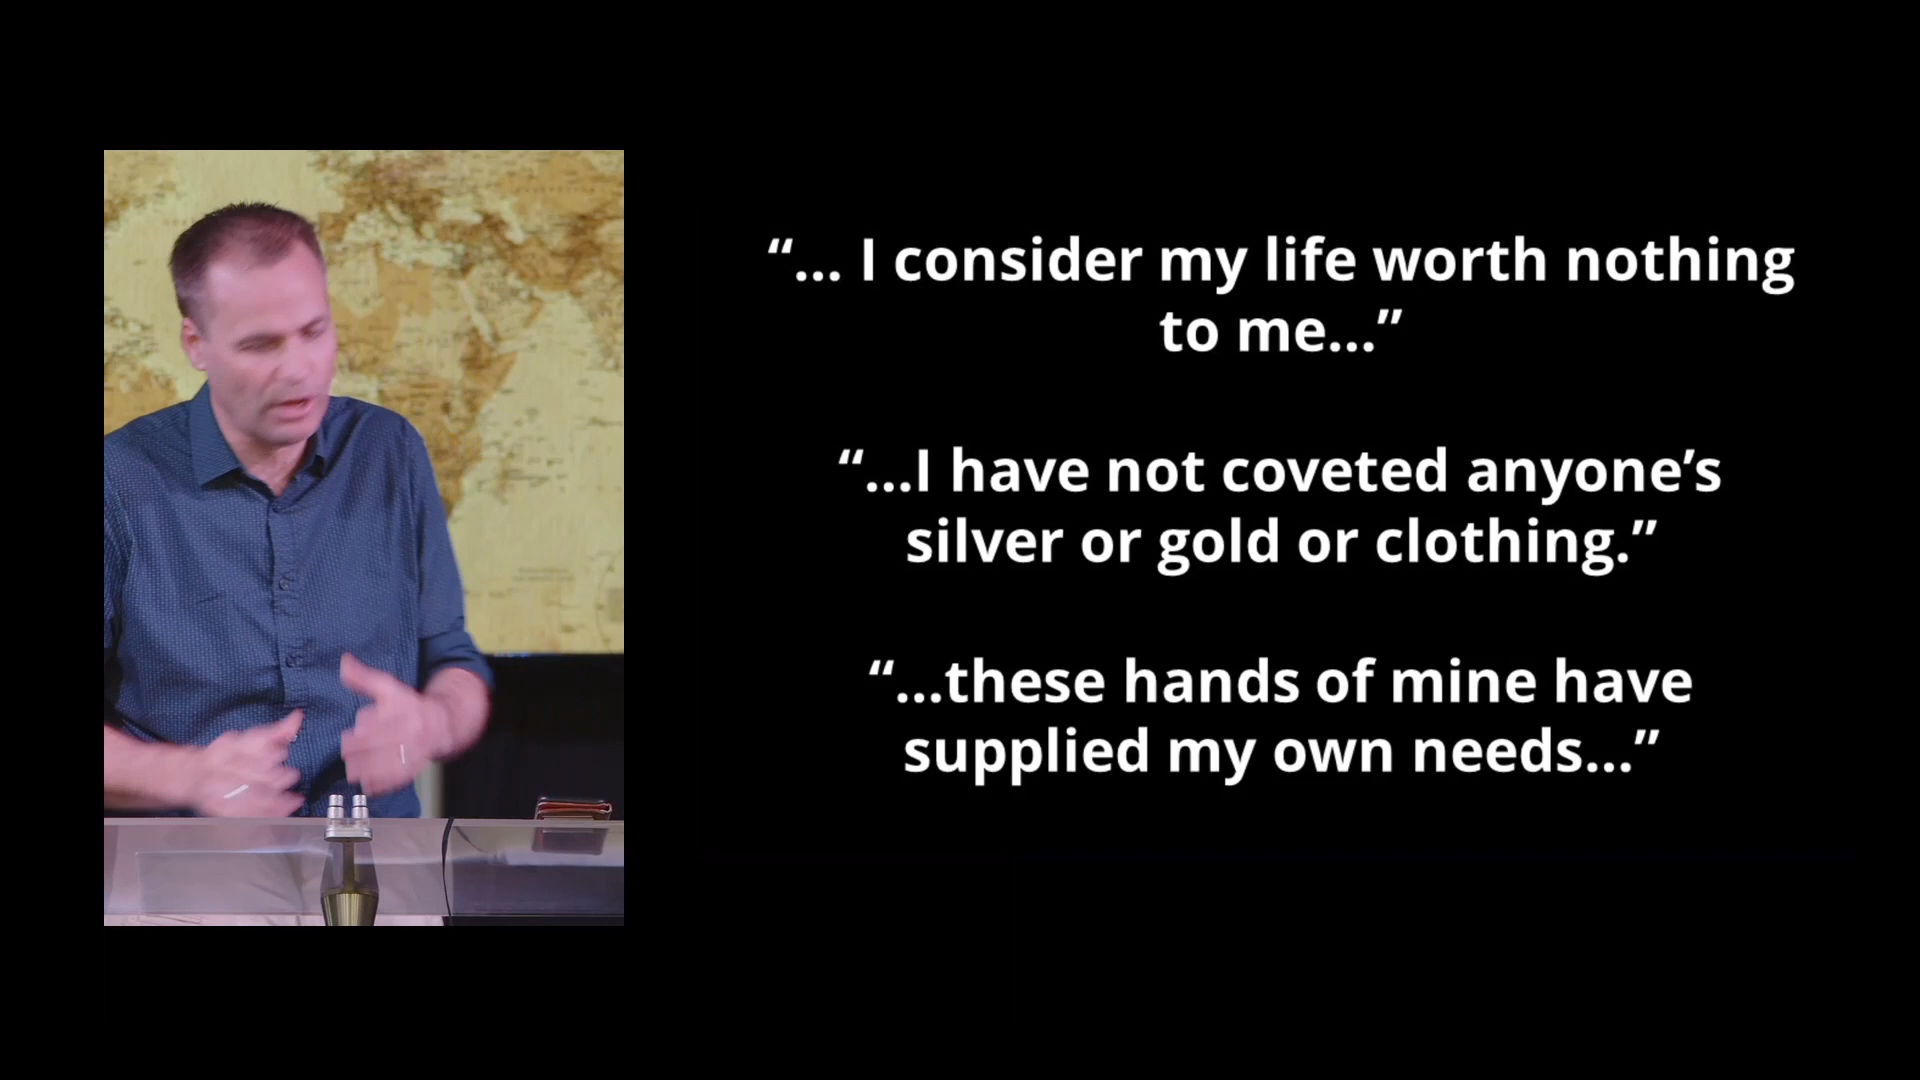 “... I consider my life worth nothing
to me...”
“...I have not coveted anyone’s
silver or gold or clothing.”
“...these hands of mine have
supplied my own needs...”